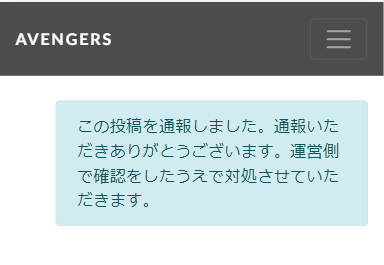 AVENGERS
この投稿を通報しました。通報いた
だきありがとうございます。運営側
で確認をしたうえで対処させていた
だきます。